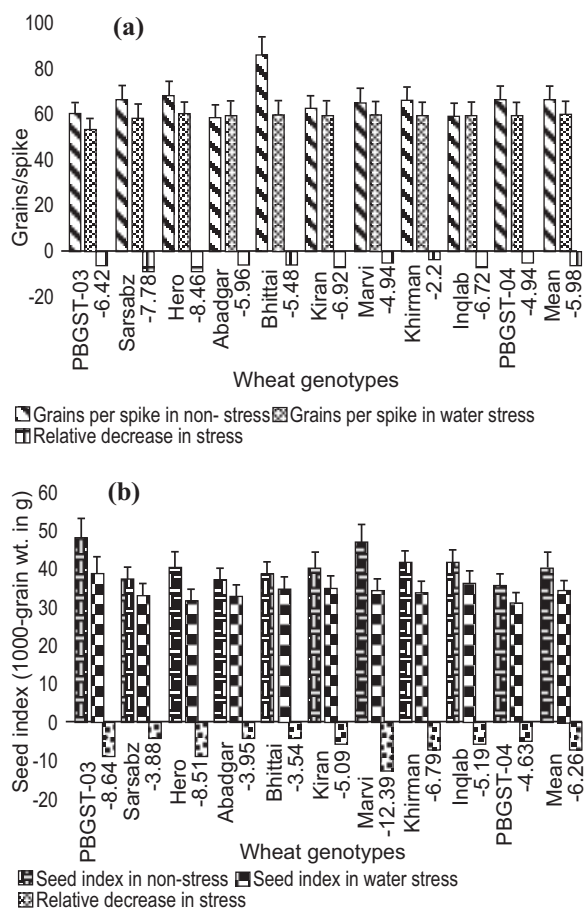 (a)
Grains/spike
100
80
60
40
20
0
-20
PBGST-03
-6.42
Sarsabz
-7.78
Hero
-8.46
Abadgar
-5.96
Bhittai
-5.48
Kiran
-6.92
Marvi
-4.94
Khirman
-2.2
Inqlab
-6.72
PBGST-04
-4.94
Mean
-5.98
Wheat genotypes
Grains per spike in non- stress
Grains per spike in water stress
Relative decrease in stress
(b)
Seed index (1000-grain wt. in g)
60
50
40
30
20
10
0
-10
-20
PBGST-03
-8.64
Sarsabz
-3.88
Hero
-8.51
Abadgar
-3.95
Bhittai
-3.54
Kiran
-5.09
Marvi
-12.39
Khirman
-6.79
Inqlab
-5.19
PBGST-04
-4.63
Mean
-6.26
Wheat genotypes
Seed index in non-stress
Seed index in water stress
Relative decrease in stress